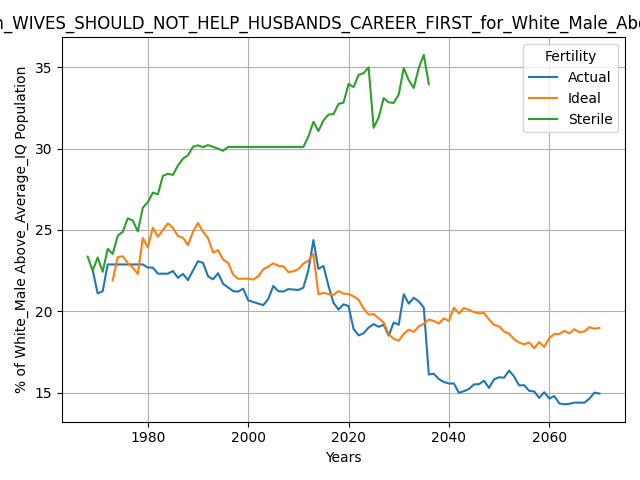 WIVES_SHOULD_NOT_HELP_HUSBANDS_CAREER_FIRST_for_White_Male_Abo
Fertility
Actual
Ideal
Sterile
% of White_Male Above_Average_IQ Population
35
30
25
20
15
1980
2000
2020
2040
2060
Years